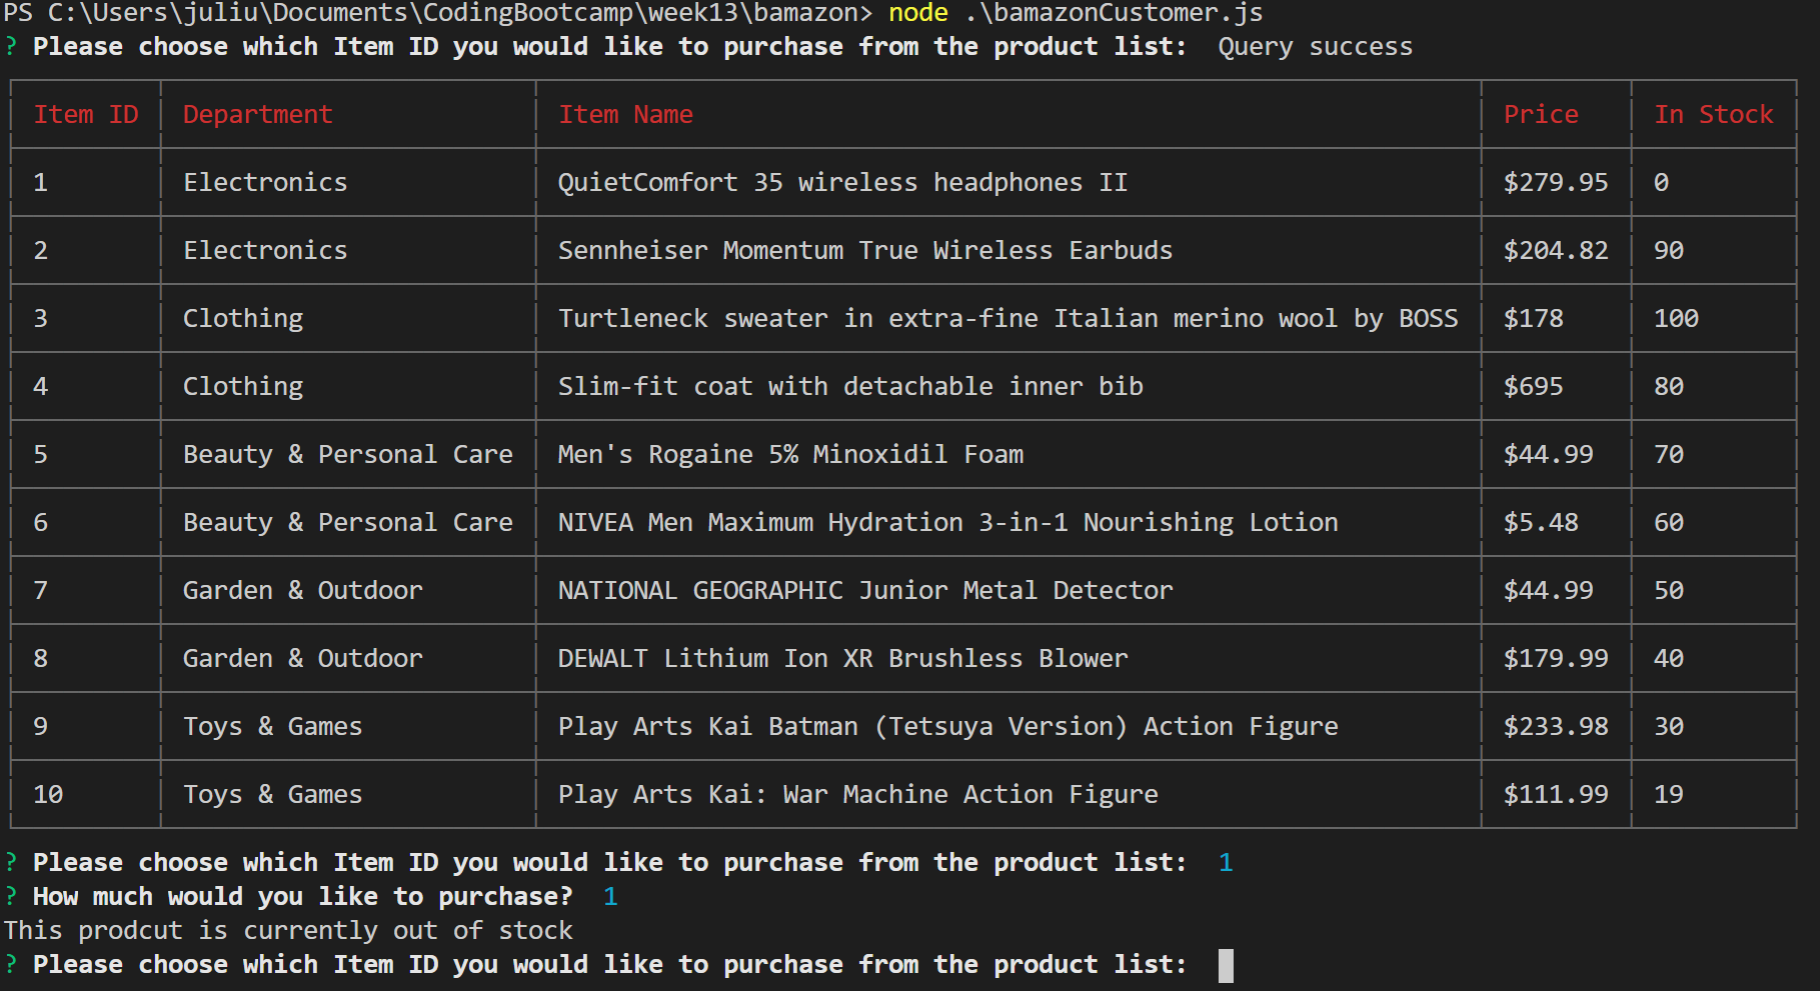 PS C:\Users\juliu\Documents\CodingBootcamp\week13\bamazon> node .\bamazonCustomer.js
? Please choose which Item ID you would like to purchase from the product list:  Query success
Item ID Department Item Name Price In Stock
1 Electronics QuietComfort 35 wireless headphones II $279.95 0
2 Electronics Sennheiser Momentum True Wireless Earbuds $204.82 90
3 Clothing Turtleneck sweater in extra-fine Italian merino wool by BOSS $178 100
4 Clothing Slim-fit coat with detachable inner bib $695 80
5 Beauty & Personal Care Men's Rogaine 5% Minoxidil Foam $44.99 70
6 Beauty & Personal Care NIVEA Men Maximum Hydration 3-in-1 Nourishing Lotion $5.48 60
7 Garden & Outdoor NATIONAL GEOGRAPHIC Junior Metal Detector $44.99 50
8 Garden & Outdoor DEWALT Lithium Ion XR Brushless Blower $179.99 40
9 Toys & Games Play Arts Kai Batman (Tetsuya Version) Action Figure $233.98 30
10 Toys & Games Play Arts Kai: War Machine Action Figure $111.99 19
? Please choose which Item ID you would like to purchase from the product list:  1
? How much would you like to purchase?  1
This prodcut is currently out of stock
? Please choose which Item ID you would like to purchase from the product list: